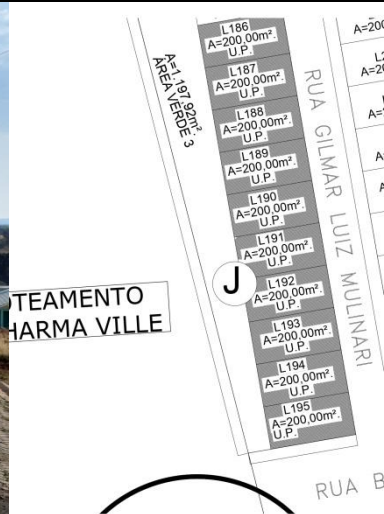 L186
A=200,00m².
U.P.
L187
A=200,00m².
U.P.
L188
A=200,00m².
U.P.
L189
A=200,00m².
U.P.
L190
A=200,00m².
U.P.
L191
A=200,00m².
U.P.
L192
A=200,00m².
U.P.
L193
A=200,00m².
U.P.
L194
A=200,00m².
U.P.
L195
A=200,00m².
U.P.
A=1.197,92m²
ÁREA VERDE 3
RUA GILMAR LUIZ MULINARI
J
TEAMENTO
HARMA VILLE
RUA B